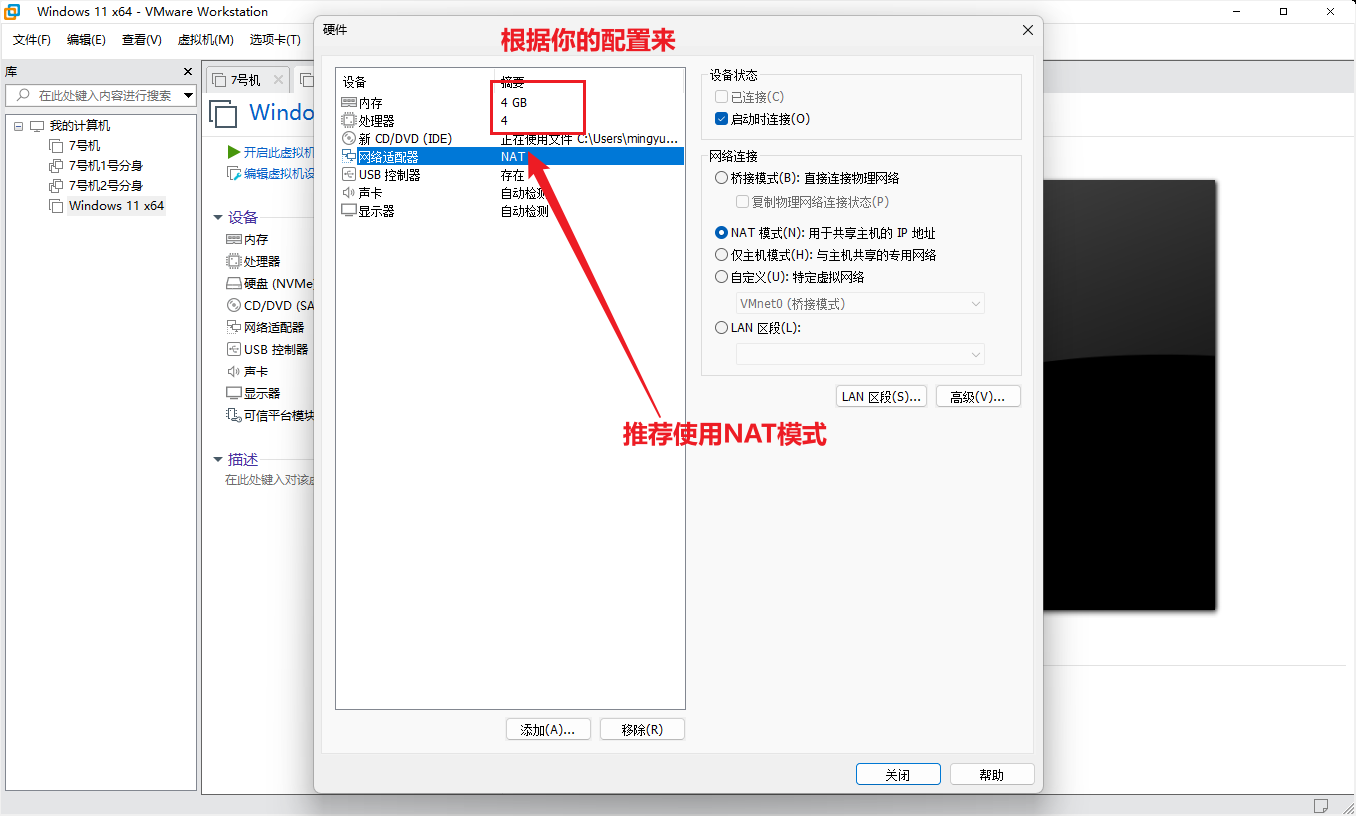 Windows 11 x64 - VMware Workstation
文件(F) 编辑(E) 查看(V) 虚拟机(M) 选项卡(T)
库
在此处键入内容进行搜索
我的计算机
7号机
7号机1号分身
7号机2号分身
Windows 11 x64
7号机
Windo
开启此虚拟机
编辑虚拟机设
设备
内存
处理器
硬盘 (NVMe
CD/DVD (SA
网络适配器
USB 控制器
声卡
显示器
可信平台模块
描述
在此处键入对该虚
硬件
根据你的配置来
设备 摘要
内存 4 GB
处理器 4
新 CD/DVD (IDE) 正在使用文件 C:\Users\mingyu...
网络适配器 NAT
USB 控制器 存在
声卡 自动检测
显示器 自动检测
推荐使用NAT模式
添加(A)... 移除(R)
设备状态
已连接(C)
启动时连接(O)
网络连接
桥接模式(B): 直接连接物理网络
复制物理网络连接状态(P)
NAT 模式(N): 用于共享主机的 IP 地址
仅主机模式(H): 与主机共享的专用网络
自定义(U): 特定虚拟网络
VMnet0 (桥接模式)
LAN 区段(L):
LAN 区段(S)... 高级(V)...
关闭 帮助